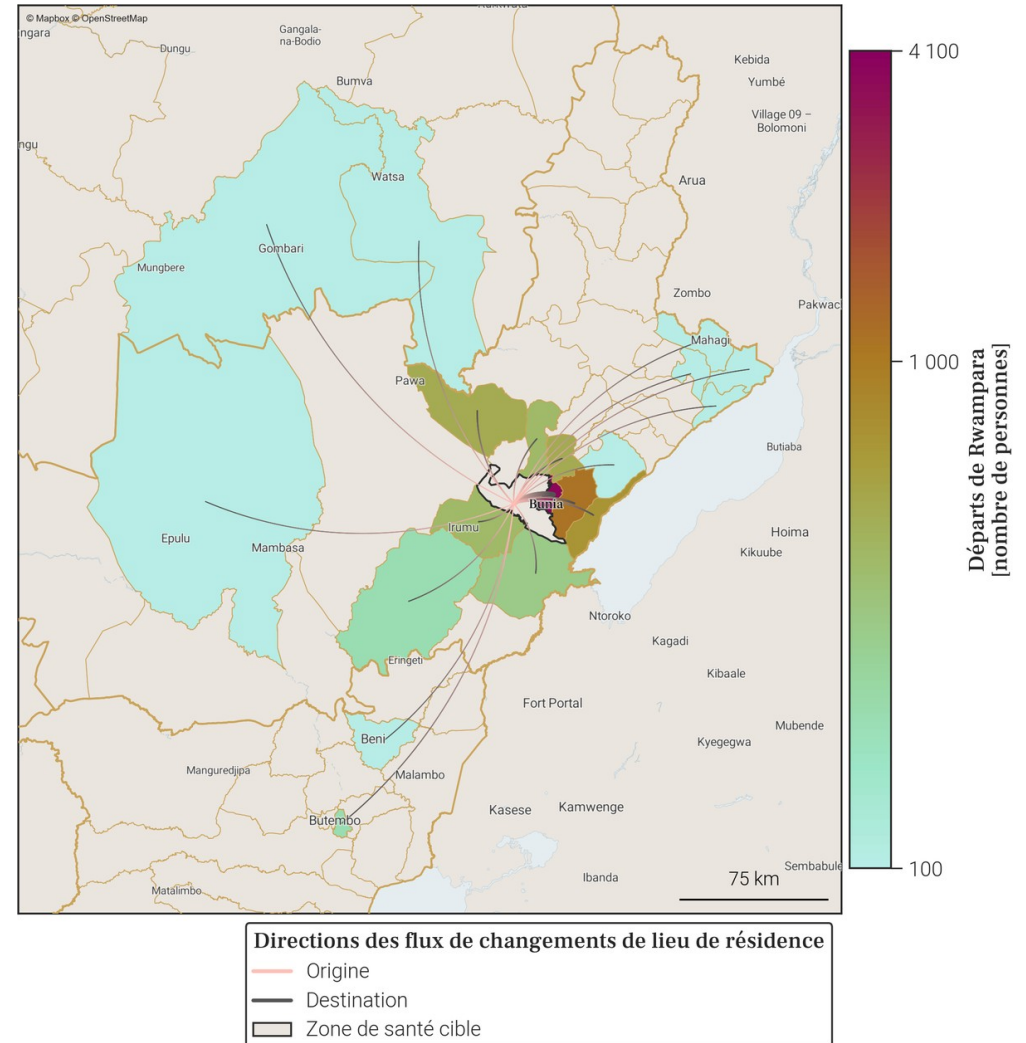 © Mapbox © OpenStreetMap
ngara
Dungu
Gangala-
na-Bodio
Bumva
Kebida
Yumbé
Village 09 –
Bolomoni
ngu
Watsa
Arua
Gombari
Mungbere
Zombo
Pakwac
Mahagi
Pawa
Butiaba
Bunia
Irumu
Epulu
Mambasa
Hoima
Kikuube
Ntoroko
Kagadi
Eringeti
Kibaale
Fort Portal
Mubende
Beni
Kyegegwa
Manguredjipa
Malambo
Kasese
Kamwenge
Butembo
Ibanda
Sembabule
Matalimbo
75 km
4 100
1 000
100
Départs de Rwampara
[nombre de personnes]
Directions des flux de changements de lieu de résidence
Origine
Destination
Zone de santé cible